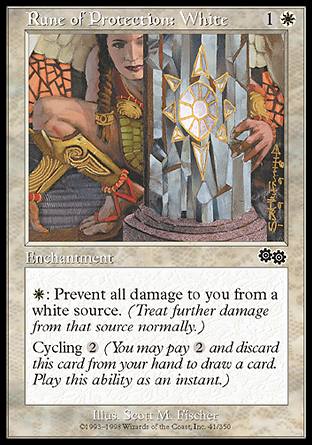 Rune of Protection: White 1
Enchantment
: Prevent all damage to you from a
white source. (Treat further damage
from that source normally.)
Cycling 2 (You may pay 2 and discard
this card from your hand to draw a card.
Play this ability as an instant.)
Illus. Scott M. Fischer
©1993–1998 Wizards of the Coast, Inc. 41/350